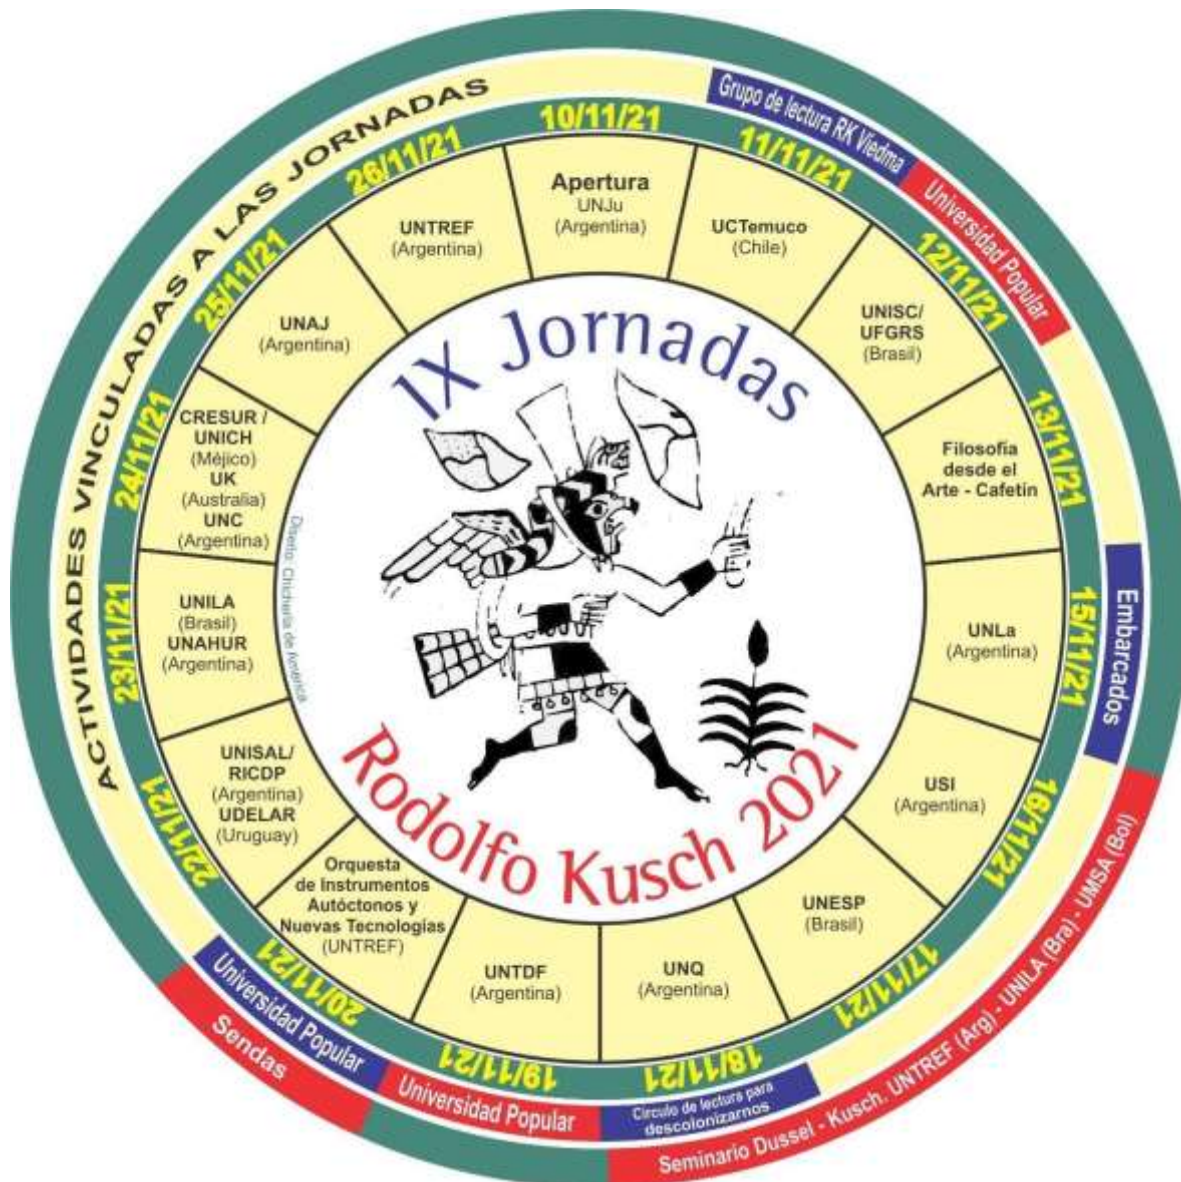 ACTIVIDADES VINCULADAS A LAS JORNADAS
10/11/21
Apertura
UNJu
(Argentina)
11/11/21
UCTemuco
(Chile)
Grupo de lectura RK Viedma
12/11/21
UNISC/
UFGRS
(Brasil)
Universidad Popular
13/11/21
Filosofía
desde el
Arte - Cafetín
15/11/21
UNLa
(Argentina)
Embarcados
16/11/21
USI
(Argentina)
17/11/21
UNESP
(Brasil)
Seminario Dussel - Kusch. UNTREF (Arg) - UNILA (Bra) - UMSA (Bol)
18/11/21
UNQ
(Argentina)
Círculo de lectura para
descolonizarnos
19/11/21
UNTDF
(Argentina)
Universidad Popular
20/11/21
Orquesta
de Instrumentos
Autóctonos y
Nuevas Tecnologías
(UNTREF)
Universidad Popular
Sendas
22/11/21
UNISAL/
RICDP
(Argentina)
UDELAR
(Uruguay)
23/11/21
UNILA
(Brasil)
UNAHUR
(Argentina)
24/11/21
CRESUR /
UNICH
(Méjico)
UK
(Australia)
UNC
(Argentina)
25/11/21
UNAJ
(Argentina)
26/11/21
UNTREF
(Argentina)
IX Jornadas
Rodolfo Kusch 2021
Diseño: Chichería de América